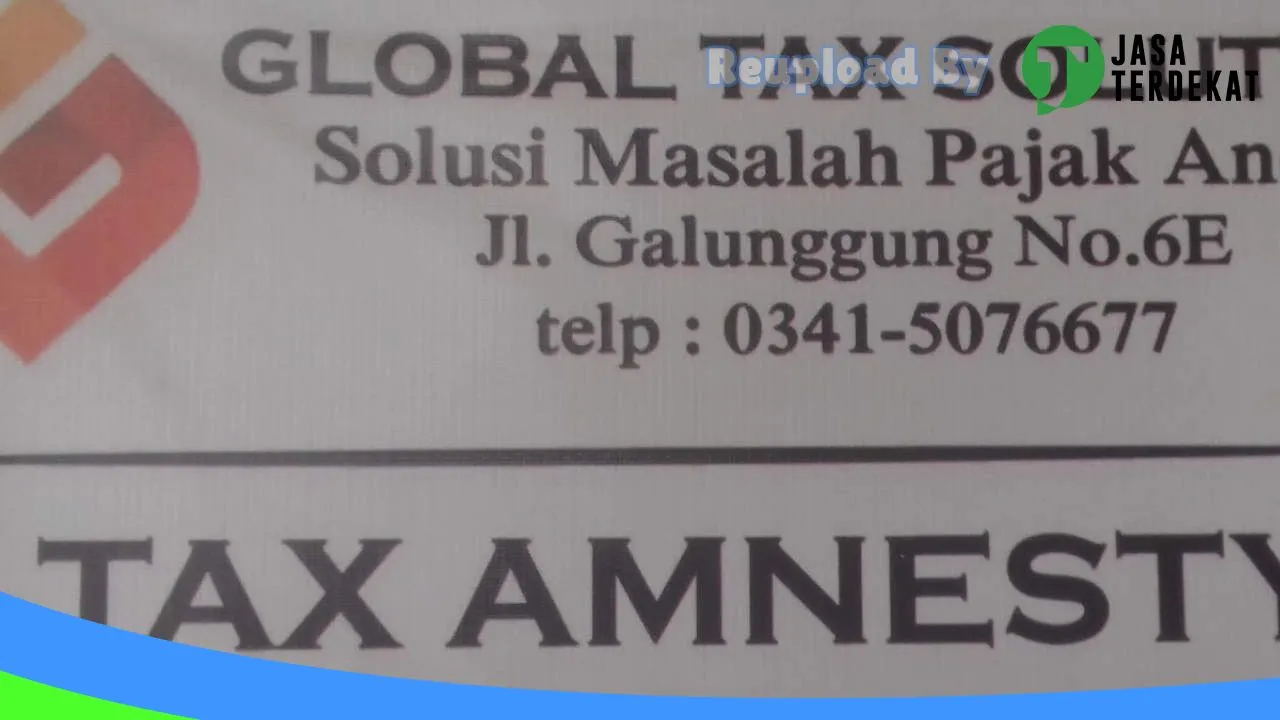 GLOBAL TAX SOLUT
Reupload By
JASA
TERDEKAT
Solusi Masalah Pajak An
Jl. Galunggung No.6E
telp : 0341-5076677
TAX AMNESTY